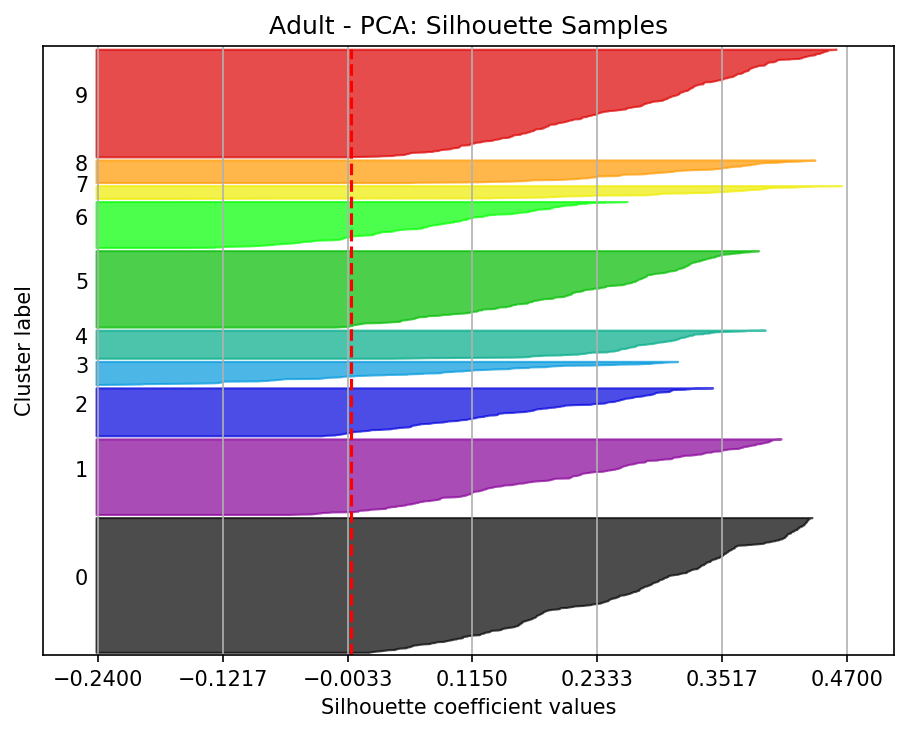 Adult - PCA: Silhouette Samples
9
8
7
6
5
4
3
2
1
0
Cluster label
−0.2400 −0.1217 −0.0033 0.1150 0.2333 0.3517 0.4700
Silhouette coefficient values